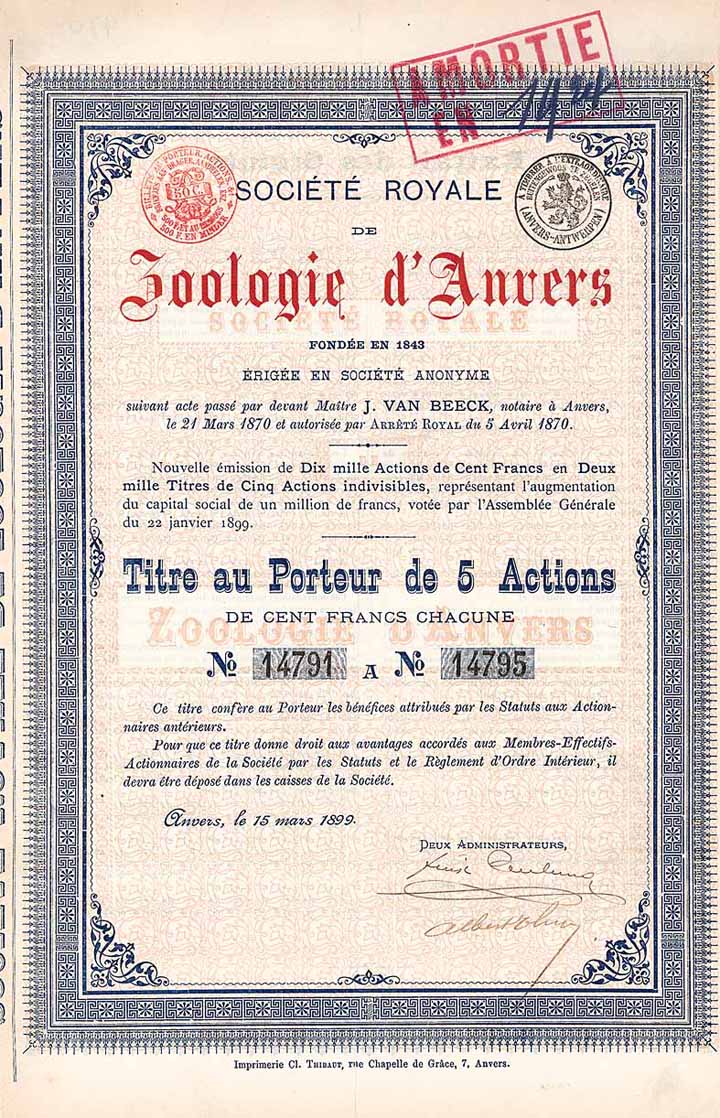 AMORTIE
EN
SOCIÉTÉ ROYALE
DE
Zoologie d'Anvers
SOCIÉTÉ ROYALE
FONDÉE EN 1843
ÉRIGÉE EN SOCIÉTÉ ANONYME
suivant acte passé par devant Maître J. VAN BEECK, notaire à Anvers,
le 21 Mars 1870 et autorisée par ARRÊTÉ ROYAL du 5 Avril 1870.
Nouvelle émission de Dix mille Actions de Cent Francs en Deux
mille Titres de Cinq Actions indivisibles, représentant l'augmentation
du capital social de un million de francs, votée par l'Assemblée Générale
du 22 janvier 1899.
Titre au Porteur de 5 Actions
DE CENT FRANCS CHACUNE
ZOOLOGIE D'ANVERS
No 14791 A No 14795
Ce titre confère au Porteur les bénéfices attribués par les Statuts aux Action-
naires antérieurs.
Pour que ce titre donne droit aux avantages accordés aux Membres-Effectifs-
Actionnaires de la Société par les Statuts et le Règlement d'Ordre Intérieur, il
devra être déposé dans les caisses de la Société.
Anvers, le 15 mars 1899.
DEUX ADMINISTRATEURS,
Imprimerie Cl. THIBAUT, rue Chapelle de Grâce, 7, Anvers.